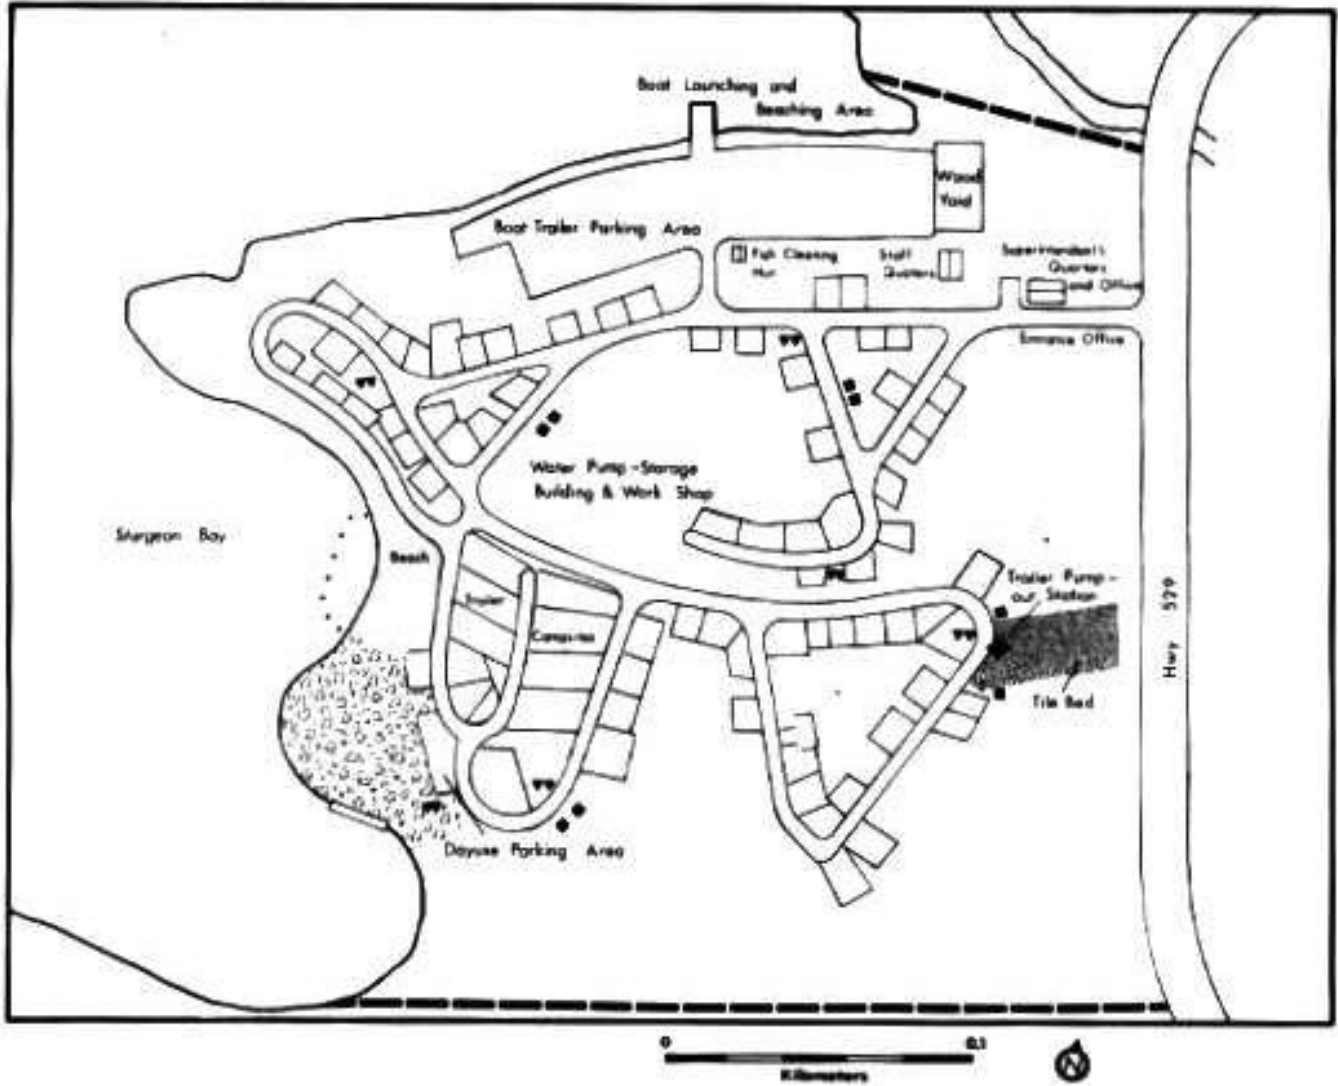 Boat Launching and
Beaching Area
Wood
Yard
Boat Trailer Parking Area
Fish Cleaning
Hut
Staff
Quarters
Superintendent's
Quarters
and Office
Entrance Office
Water Pump-Storage
Building & Work Shop
Sturgeon Bay
Beach
Trailer
Campsites
Trailer Pump-
out Station
Hwy 529
Tile Bed
Dayuse Parking Area
0 0.1
Kilometers
N